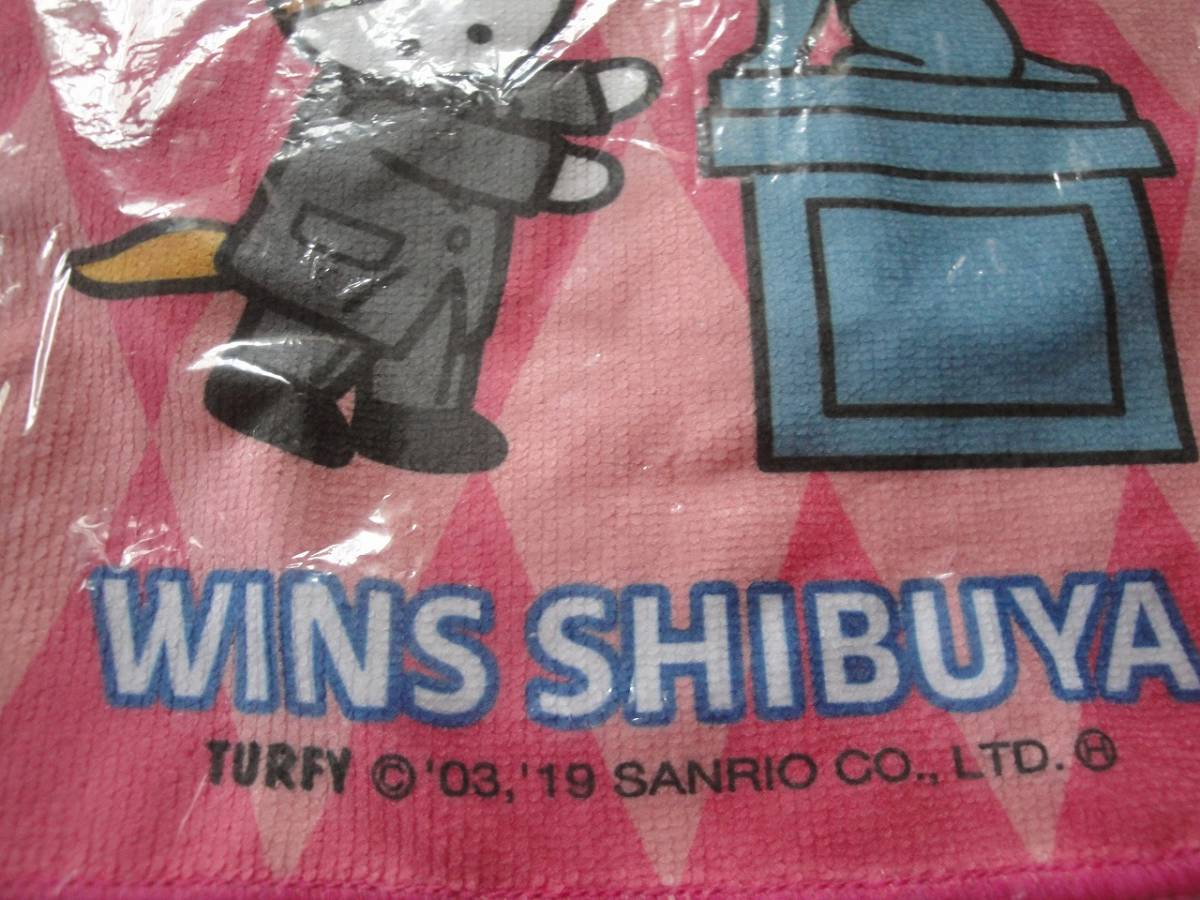 WINS SHIBUYA
TURFY © '03, '19 SANRIO CO., LTD. Ⓗ